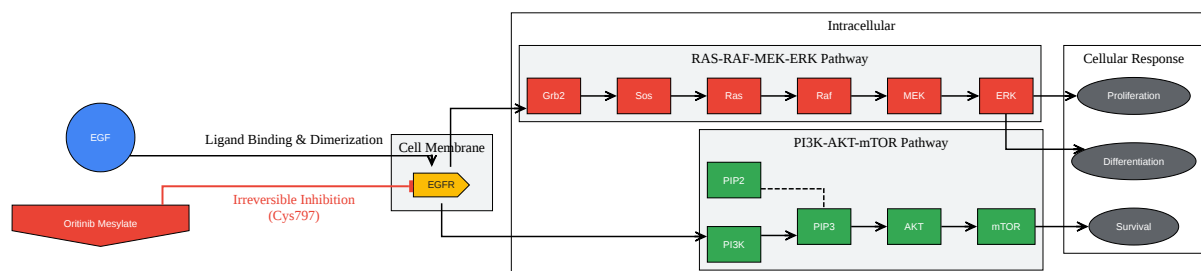 Intracellular
RAS-RAF-MEK-ERK Pathway
Cellular Response
Grb2
Sos
Ras
Raf
MEK
ERK
Proliferation
EGF
Ligand Binding & Dimerization
Cell Membrane
PI3K-AKT-mTOR Pathway
Differentiation
EGFR
PIP2
Irreversible Inhibition
(Cys797)
Oritinib Mesylate
PI3K
PIP3
AKT
mTOR
Survival